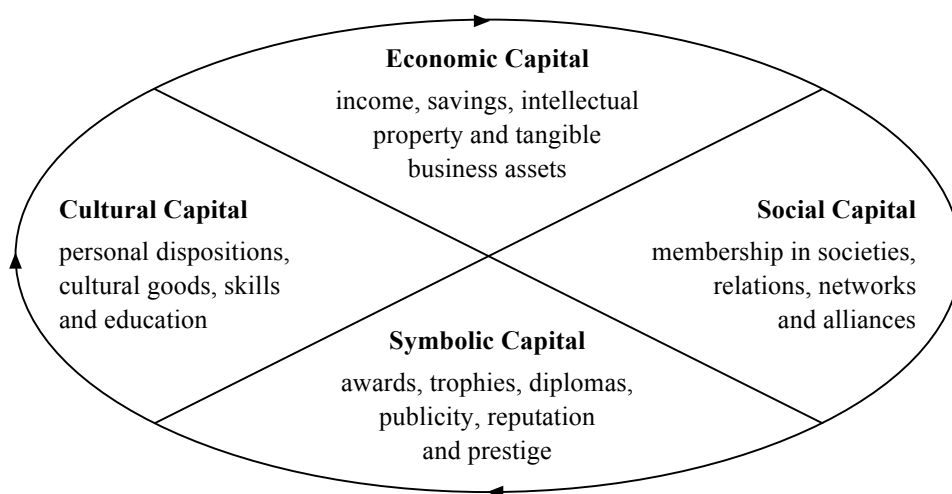 Economic Capital
income, savings, intellectual
property and tangible
business assets
Cultural Capital
personal dispositions,
cultural goods, skills
and education
Social Capital
membership in societies,
relations, networks
and alliances
Symbolic Capital
awards, trophies, diplomas,
publicity, reputation
and prestige